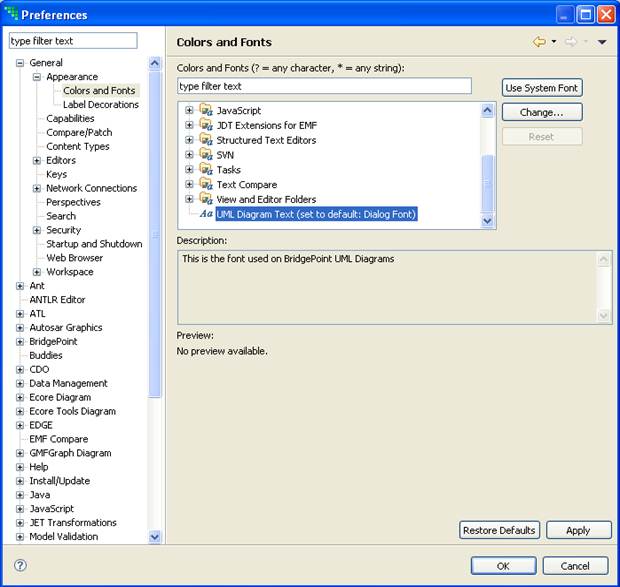 Preferences
type filter text
General
Appearance
Colors and Fonts
Label Decorations
Capabilities
Compare/Patch
Content Types
Editors
Keys
Network Connections
Perspectives
Search
Security
Startup and Shutdown
Web Browser
Workspace
Ant
ANTLR Editor
ATL
Autosar Graphics
BridgePoint
Buddies
CDO
Data Management
Ecore Diagram
Ecore Tools Diagram
EDGE
EMF Compare
GMFGraph Diagram
Help
Install/Update
Java
JavaScript
JET Transformations
Model Validation
Colors and Fonts
Colors and Fonts (? = any character, * = any string):
type filter text
Use System Font
Change...
Reset
JavaScript
JDT Extensions for EMF
Structured Text Editors
SVN
Tasks
Text Compare
View and Editor Folders
Aa UML Diagram Text (set to default: Dialog Font)
Description:
This is the font used on BridgePoint UML Diagrams
Preview:
No preview available.
Restore Defaults
Apply
?
OK
Cancel